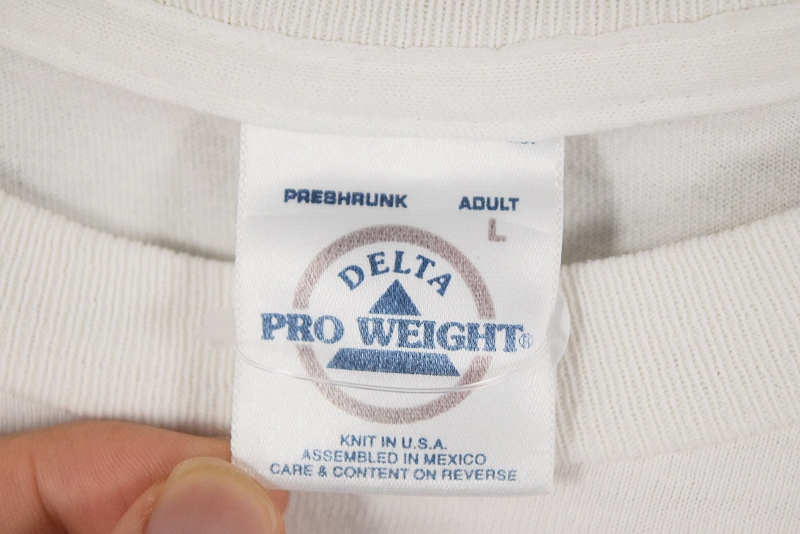 PRESHRUNK ADULT
L
DELTA
PRO WEIGHT®
KNIT IN U.S.A.
ASSEMBLED IN MEXICO
CARE & CONTENT ON REVERSE